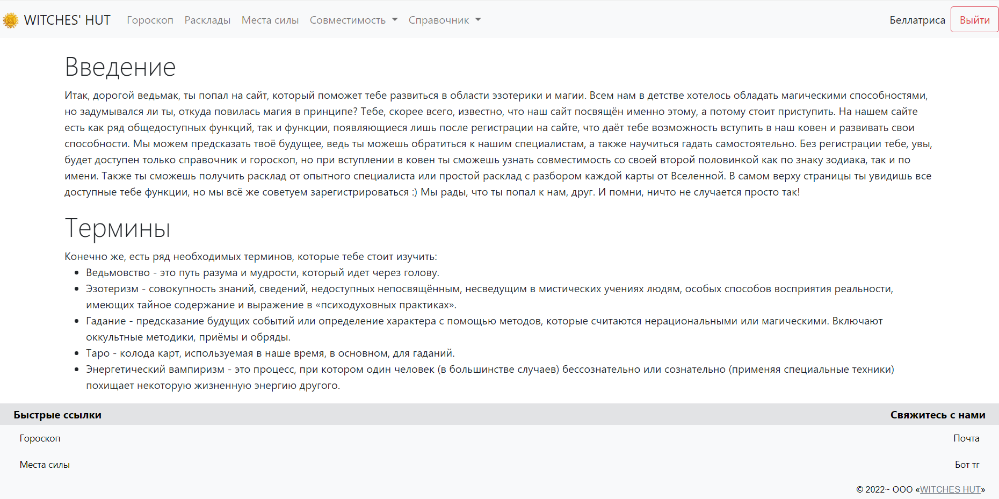 WITCHES' HUT Гороскоп Расклады Места силы Совместимость Справочник Беллатриса Выйти
Введение
Итак, дорогой ведьмак, ты попал на сайт, который поможет тебе развиться в области эзотерики и магии. Всем нам в детстве хотелось обладать магическими способностями,
но задумывался ли ты, откуда повилась магия в принципе? Тебе, скорее всего, известно, что наш сайт посвящён именно этому, а потому стоит приступить. На нашем сайте
есть как ряд общедоступных функций, так и функции, появляющиеся лишь после регистрации на сайте, что даёт тебе возможность вступить в наш ковен и развивать свои
способности. Мы можем предсказать твоё будущее, ведь ты можешь обратиться к нашим специалистам, а также научиться гадать самостоятельно. Без регистрации тебе, увы,
будет доступен только справочник и гороскоп, но при вступлении в ковен ты сможешь узнать совместимость со своей второй половинкой как по знаку зодиака, так и по
имени. Также ты сможешь получить расклад от опытного специалиста или простой расклад с разбором каждой карты от Вселенной. В самом верху страницы ты увидишь все
доступные тебе функции, но мы всё же советуем зарегистрироваться :) Мы рады, что ты попал к нам, друг. И помни, ничто не случается просто так!
Термины
Конечно же, есть ряд необходимых терминов, которые тебе стоит изучить:
• Ведьмовство - это путь разума и мудрости, который идет через голову.
• Эзотеризм - совокупность знаний, сведений, недоступных непосвящённым, несведущим в мистических учениях людям, особых способов восприятия реальности,
имеющих тайное содержание и выражение в «психодуховных практиках».
• Гадание - предсказание будущих событий или определение характера с помощью методов, которые считаются нерациональными или магическими. Включают
оккультные методики, приёмы и обряды.
• Таро - колода карт, используемая в наше время, в основном, для гаданий.
• Энергетический вампиризм - это процесс, при котором один человек (в большинстве случаев) бессознательно или сознательно (применяя специальные техники)
похищает некоторую жизненную энергию другого.
Быстрые ссылки Свяжитесь с нами
Гороскоп Почта
Места силы Бот тг
© 2022~ ООО «WITCHES HUT»